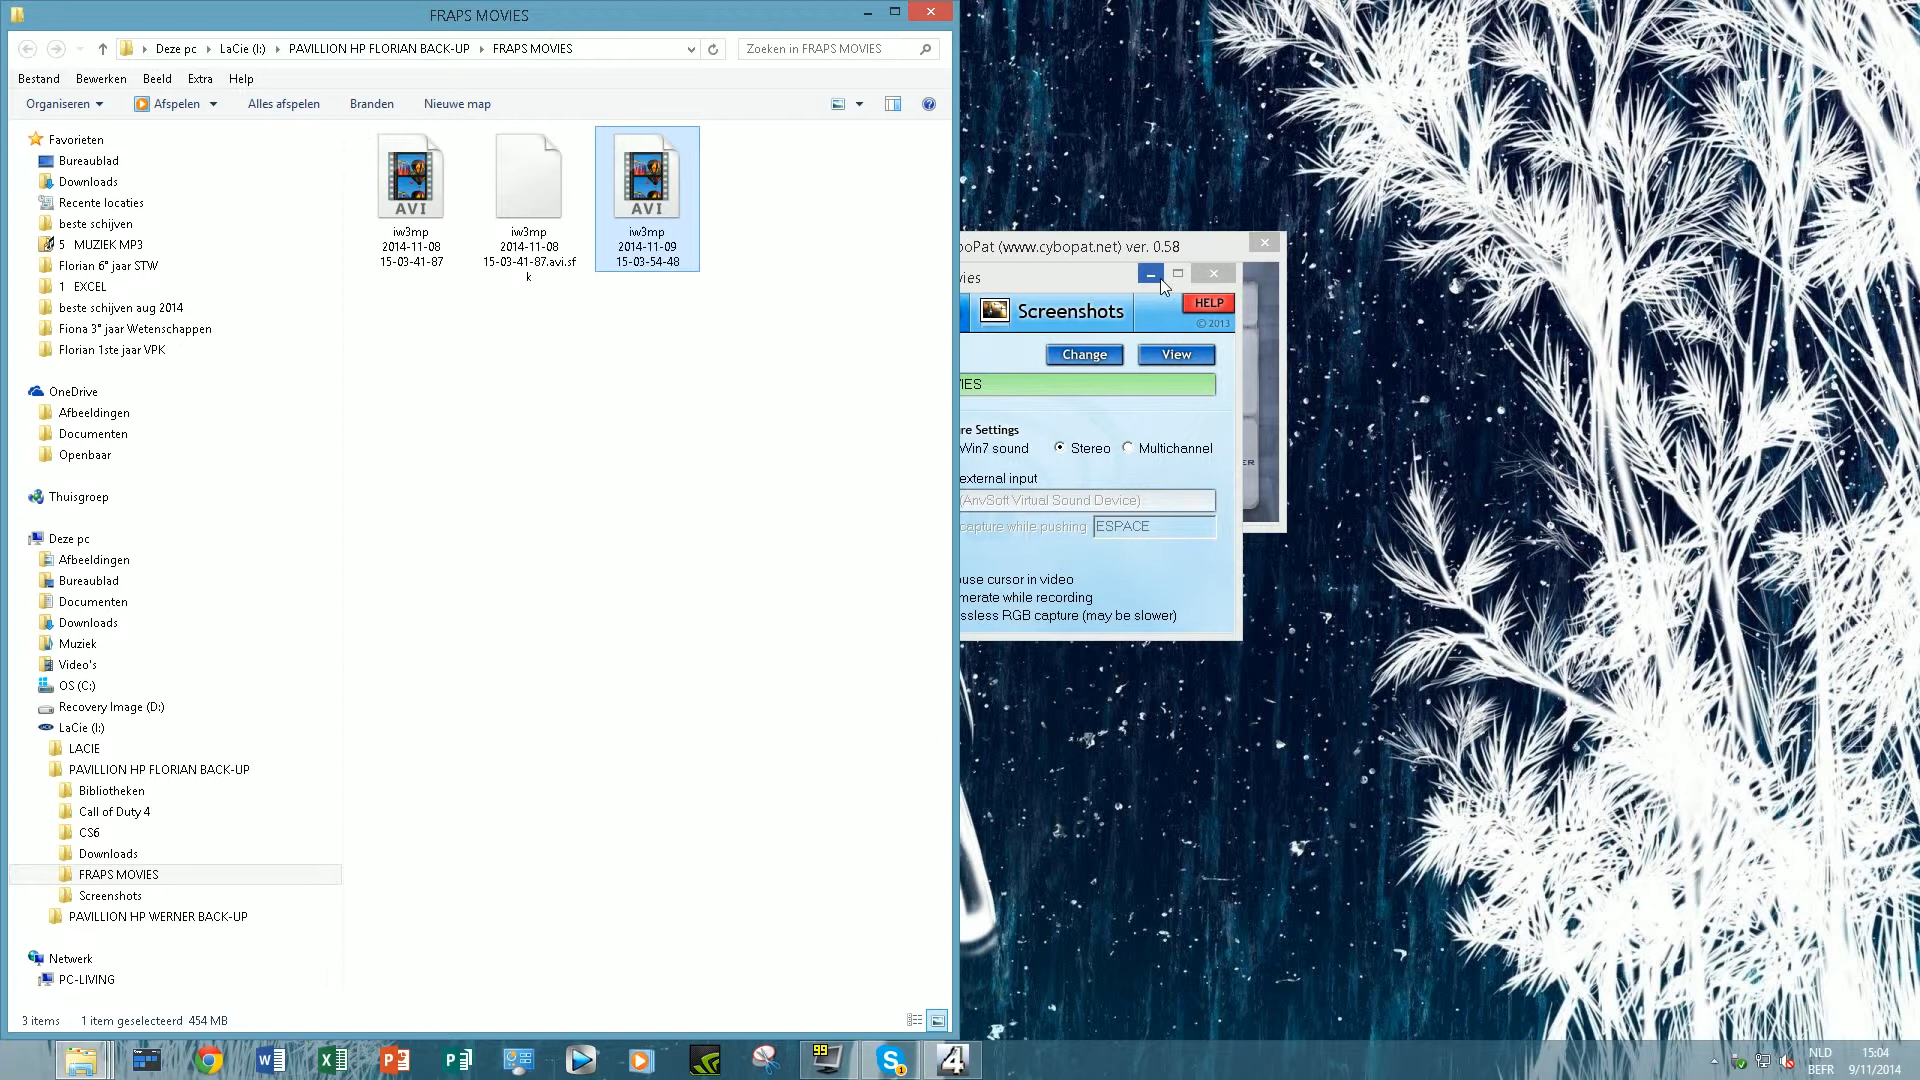 FRAPS MOVIES
Deze pc LaCie (I:) PAVILLION HP FLORIAN BACK-UP FRAPS MOVIES
Zoeken in FRAPS MOVIES
Bestand Bewerken Beeld Extra Help
Organiseren Afspelen Alles afspelen Branden Nieuwe map
Favorieten
Bureaublad
Downloads
Recente locaties
beste schijven
5 MUZIEK MP3
Florian 6° jaar STW
1 EXCEL
beste schijven aug 2014
Fiona 3° jaar Wetenschappen
Florian 1ste jaar VPK
OneDrive
Afbeeldingen
Documenten
Openbaar
Thuisgroep
Deze pc
Afbeeldingen
Bureaublad
Documenten
Downloads
Muziek
Video's
OS (C:)
Recovery Image (D:)
LaCie (I:)
LACIE
PAVILLION HP FLORIAN BACK-UP
Bibliotheken
Call of Duty 4
CS6
Downloads
FRAPS MOVIES
Screenshots
PAVILLION HP WERNER BACK-UP
Netwerk
PC-LIVING
AVI
iw3mp
2014-11-08
15-03-41-87
iw3mp
2014-11-08
15-03-41-87.avi.sf
k
AVI
iw3mp
2014-11-09
15-03-54-48
3 items 1 item geselecteerd 454 MB
boPat (www.cybopat.net) ver. 0.58
vies
Screenshots
HELP
© 2013
Change View
IES
re Settings
Win7 sound Stereo Multichannel
external input
(AnvSoft Virtual Sound Device)
capture while pushing ESPACE
ouse cursor in video
merate while recording
ssless RGB capture (may be slower)
ER
99
4
NLD
BEFR
15:04
9/11/2014